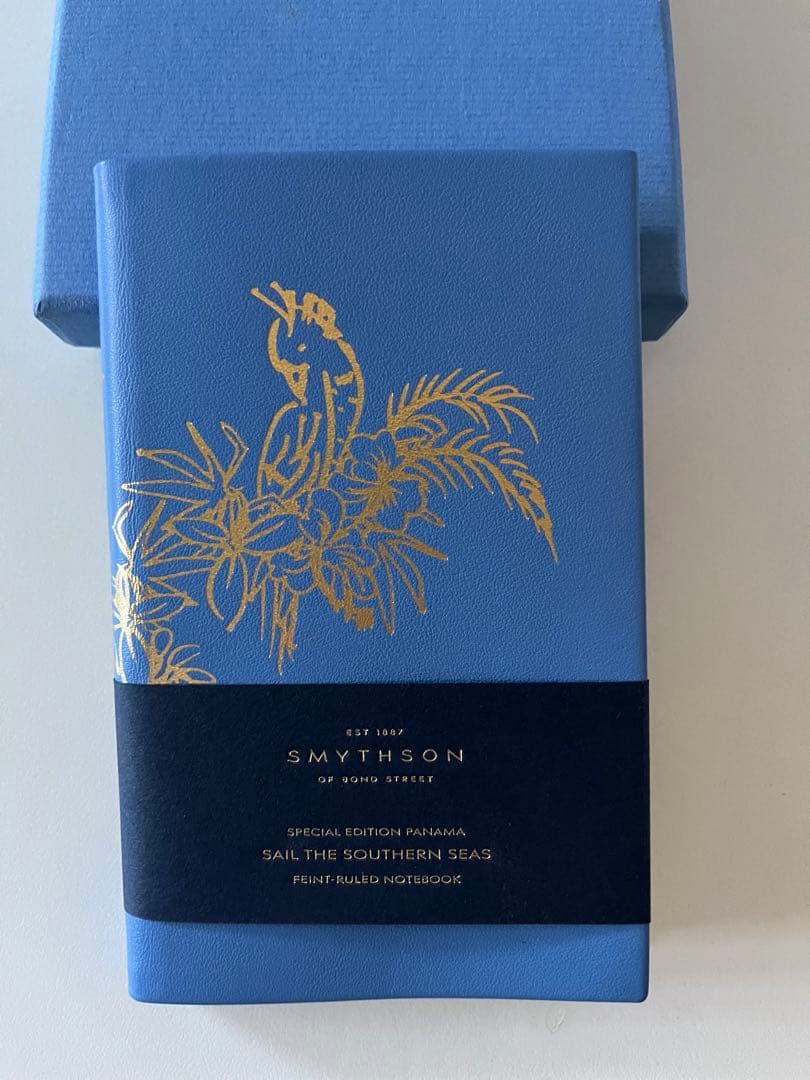 EST 1887
SMYTHSON
OF BOND STREET
SPECIAL EDITION PANAMA
SAIL THE SOUTHERN SEAS
FEINT-RULED NOTEBOOK